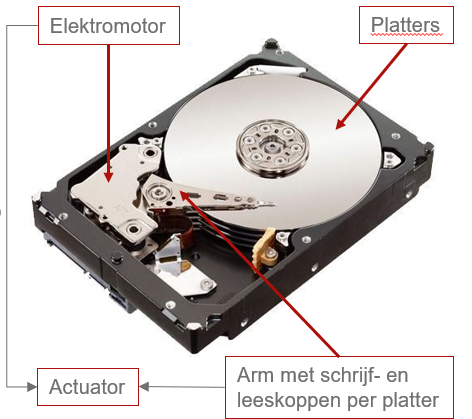 Elektromotor
Platters
Actuator
Arm met schrijf- en
leeskoppen per platter